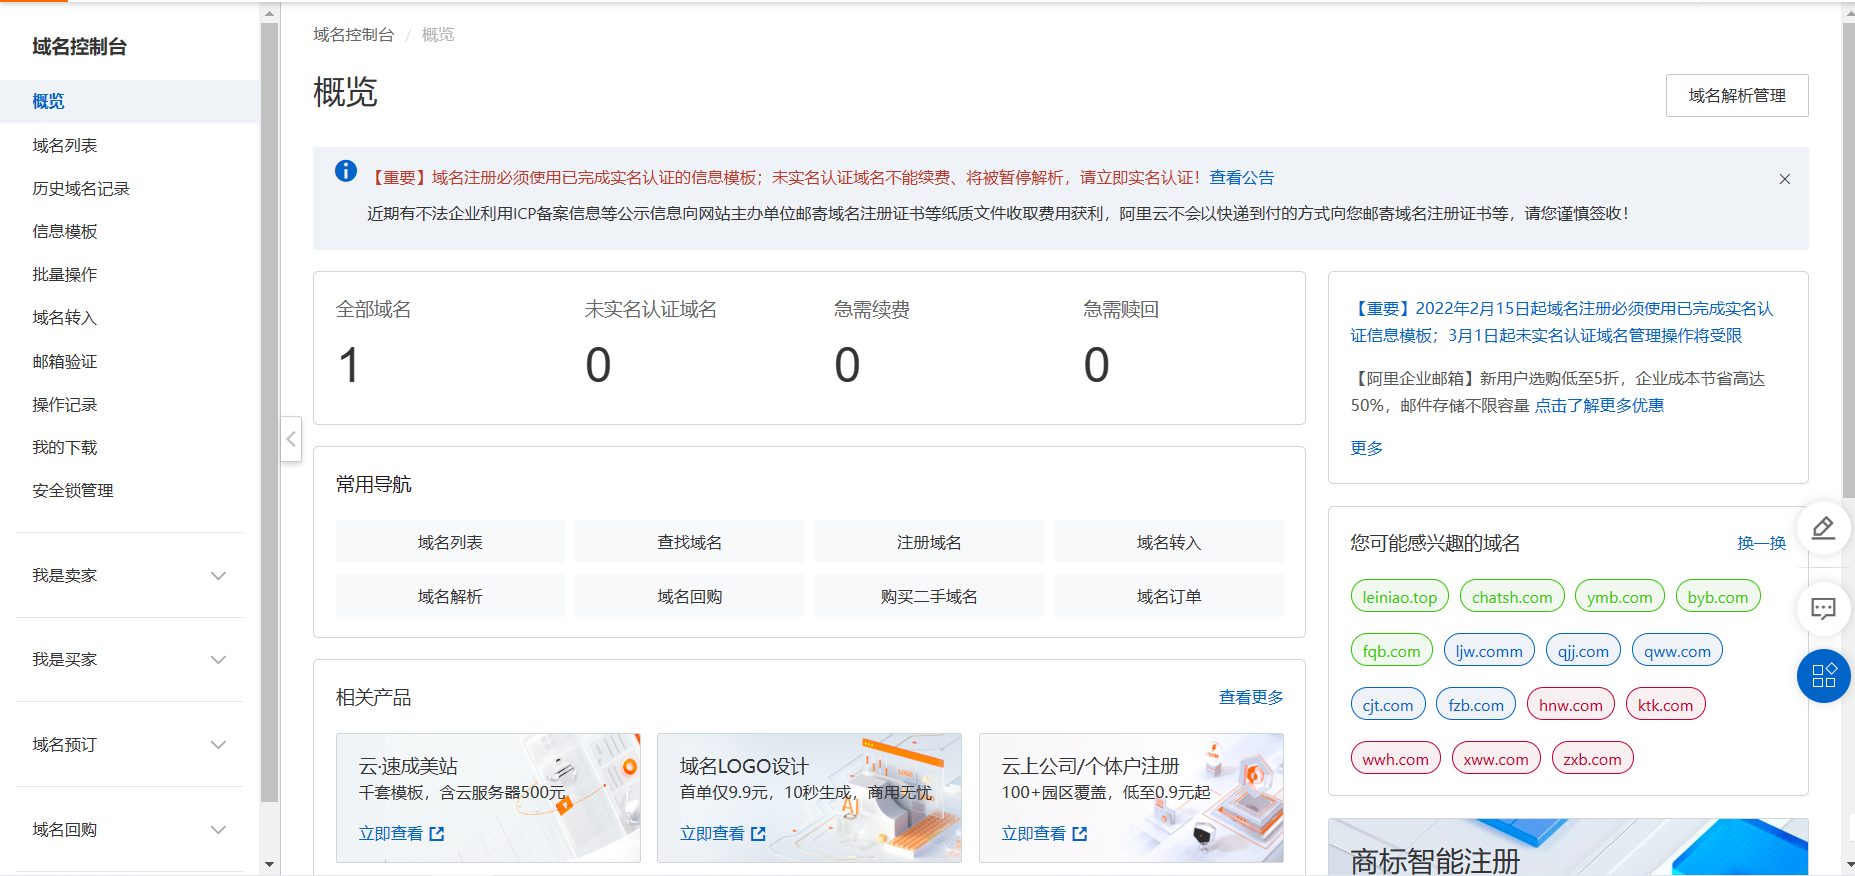 域名控制台
概览
域名列表
历史域名记录
信息模板
批量操作
域名转入
邮箱验证
操作记录
我的下载
安全锁管理
我是卖家
我是买家
域名预订
域名回购
域名控制台 / 概览
概览
域名解析管理
【重要】域名注册必须使用已完成实名认证的信息模板；未实名认证域名不能续费、将被暂停解析，请立即实名认证！查看公告
近期有不法企业利用ICP备案信息等公示信息向网站主办单位邮寄域名注册证书等纸质文件收取费用获利，阿里云不会以快递到付的方式向您邮寄域名注册证书等，请您谨慎签收！
全部域名 未实名认证域名 急需续费 急需赎回
1 0 0 0
常用导航
域名列表 查找域名 注册域名 域名转入
域名解析 域名回购 购买二手域名 域名订单
相关产品 查看更多
云·速成美站
千套模板，含云服务器500元
立即查看
域名LOGO设计
首单仅9.9元，10秒生成，商用无忧
立即查看
云上公司/个体户注册
100+园区覆盖，低至0.9元起
立即查看
【重要】2022年2月15日起域名注册必须使用已完成实名认
证信息模板；3月1日起未实名认证域名管理操作将受限
【阿里企业邮箱】新用户选购低至5折，企业成本节省高达
50%，邮件存储不限容量 点击了解更多优惠
更多
您可能感兴趣的域名 换一换
leiniao.top chatsh.com ymb.com byb.com
fqb.com ljw.comm qjj.com qww.com
cjt.com fzb.com hnw.com ktk.com
wwh.com xww.com zxb.com
商标智能注册